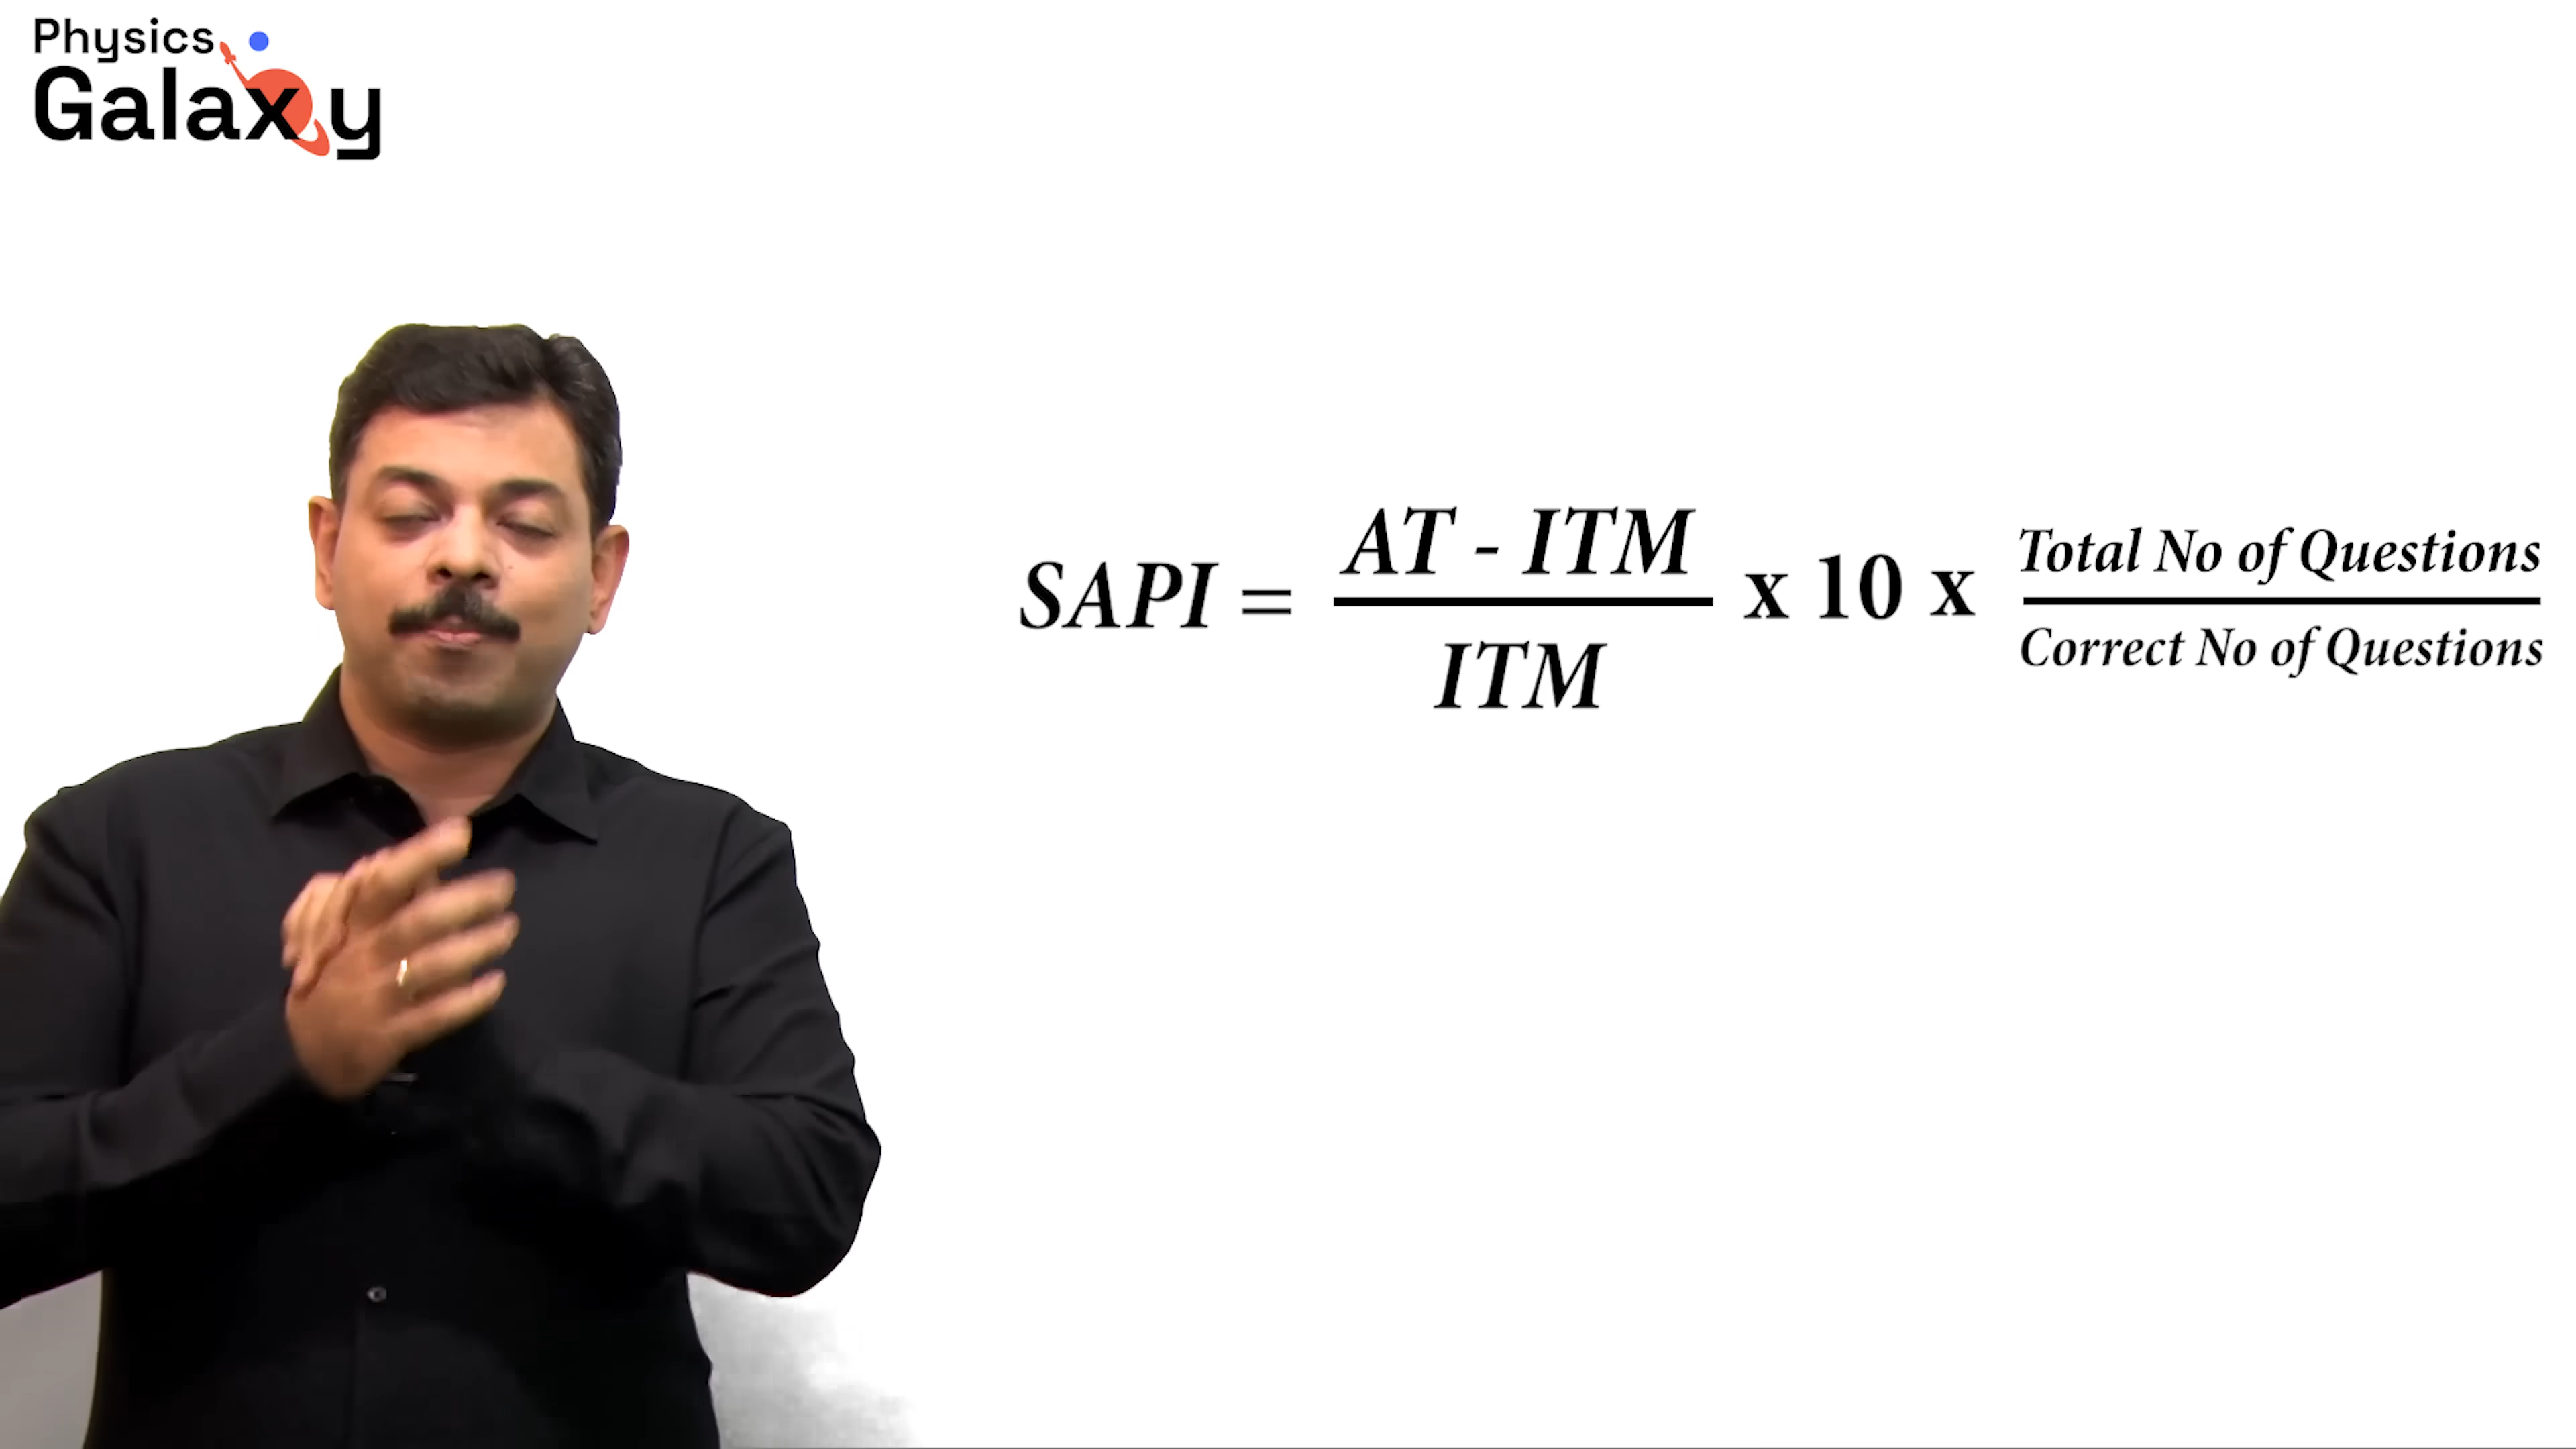 Physics
Galaxy
SAPI = AT - ITM / ITM x 10 x Total No of Questions / Correct No of Questions